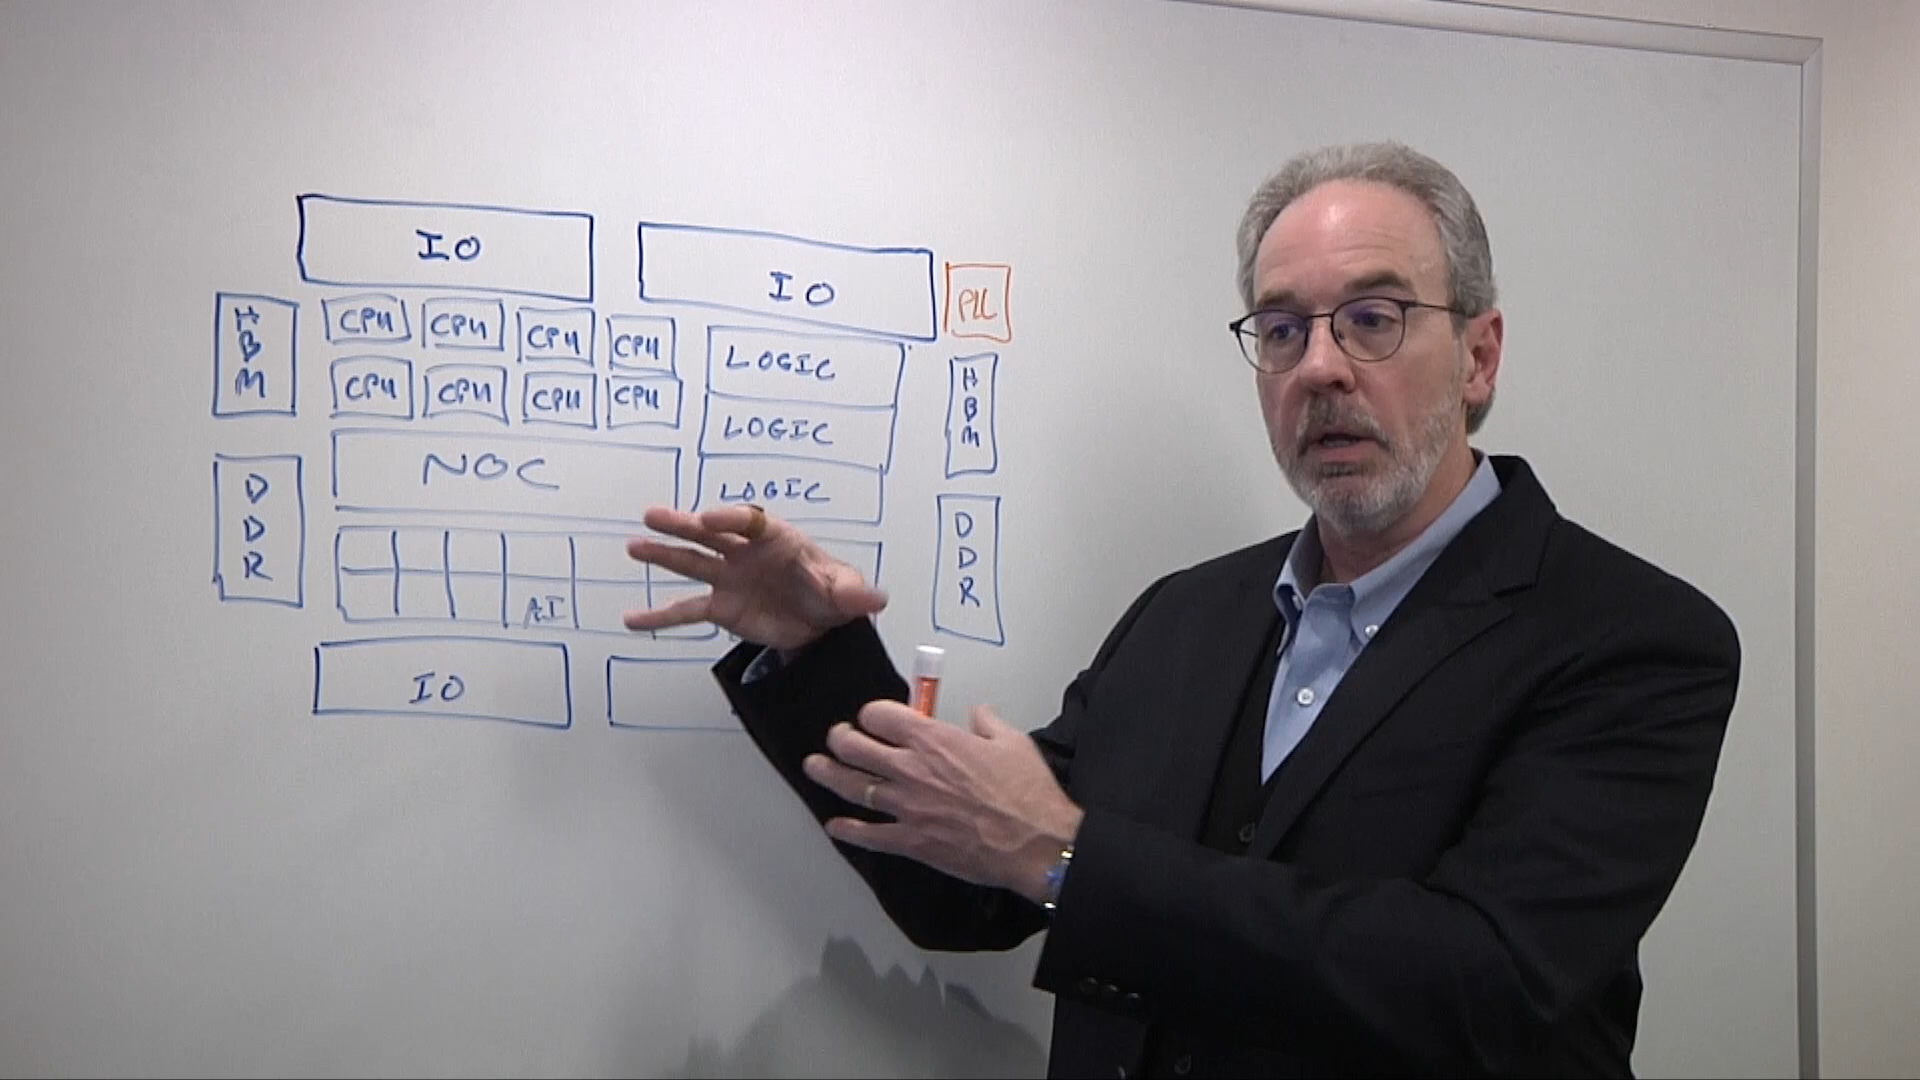 IO
IO
PLL
HBM
CPU CPU CPU CPU
CPU CPU CPU CPU
LOGIC
LOGIC
LOGIC
HBM
NOC
DDR
DDR
AI
IO